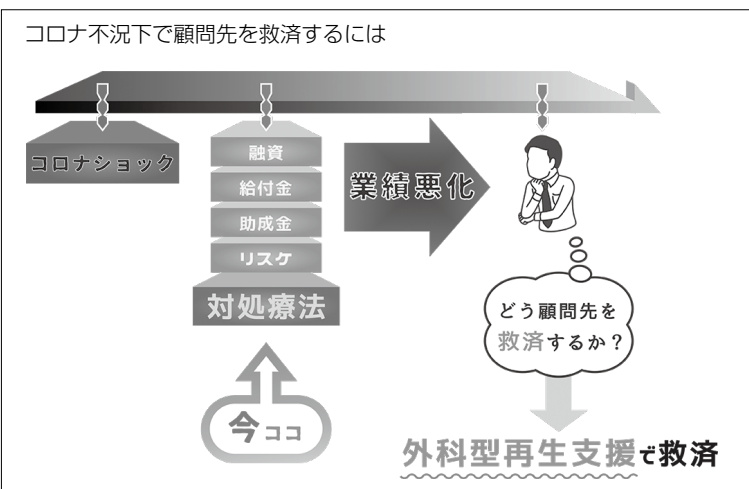 コロナ不況下で顧問先を救済するには
コロナショック
融資
給付金
助成金
リスケ
対処療法
今ココ
業績悪化
どう顧問先を
救済するか？
外科型再生支援で救済